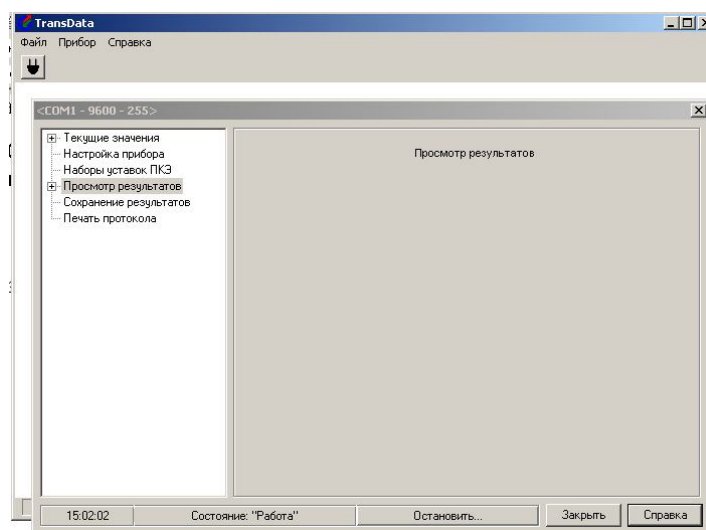 TransData
Файл Прибор Справка
<COM1 - 9600 - 255>
Текущие значения
Настройка прибора
Наборы уставок ПКЭ
Просмотр результатов
Сохранение результатов
Печать протокола
Просмотр результатов
15:02:02 Состояние: "Работа" Остановить... Закрыть Справка